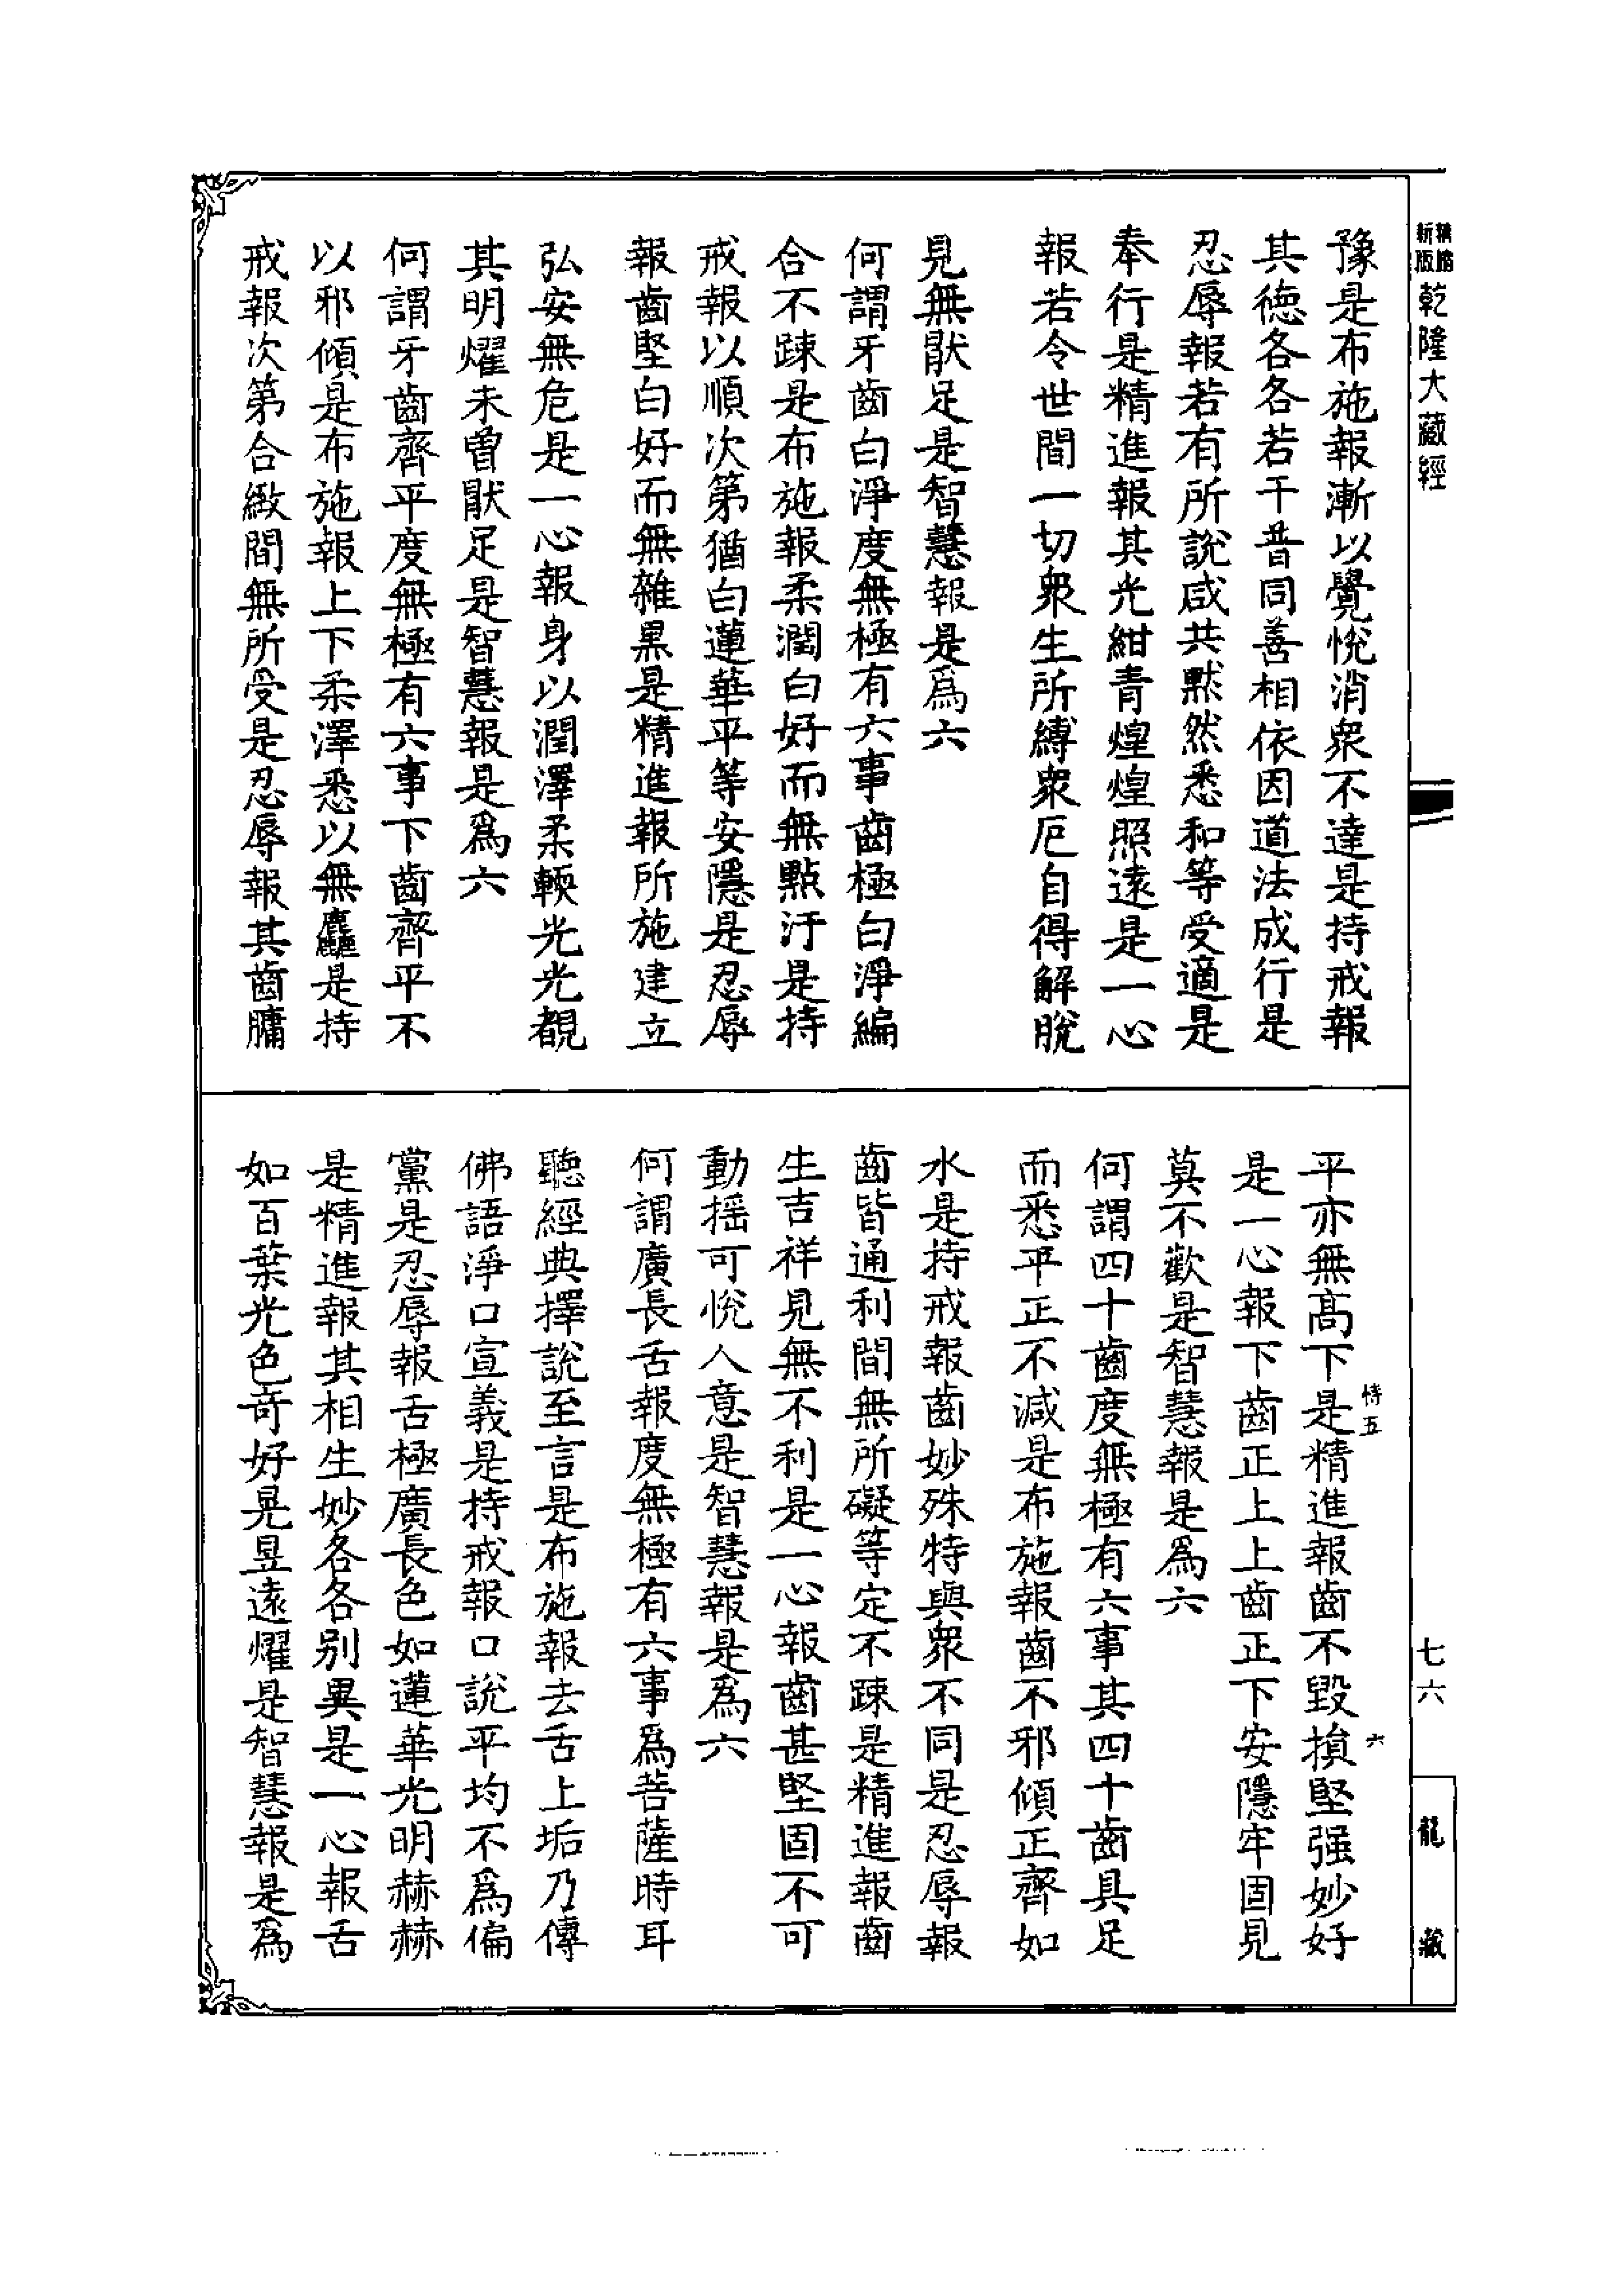 新版精縮乾隆大藏經
豫是布施報漸以覺悅消衆不達是持戒報
其德各各若干普同善相依因道法成行是
忍辱報若有所說咸共默然悉和等受適是
奉行是精進報其光紺青煌煌照遠是一心
報若令世間一切衆生所縛衆厄自得解脫
見無猒足是智慧報是爲六
何謂牙齒白淨度無極有六事齒極白淨編
合不踈是布施報柔潤白好而無點汙是持
戒報以順次第猶白蓮華平等安隱是忍辱
報齒堅白好而無雜累是精進報所施建立
弘安無危是一心報身以潤澤柔輭光光覩
其明燿未曾猒足是智慧報是爲六
何謂牙齒齊平度無極有六事下齒齊平不
以邪傾是布施報上下柔澤悉以無麤是持
戒報次第合緻間無所受是忍辱報其齒牗
平亦無高下是精進報齒不毀損堅强妙好
是一心報下齒正上上齒正下安隱牢固見
莫不歡是智慧報是爲六
何謂四十齒度無極有六事其四十齒具足
而悉平正不減是布施報齒不邪傾正齊如
水是持戒報齒妙殊特與衆不同是忍辱報
齒皆通利間無所礙等定不踈是精進報齒
生吉祥見無不利是一心報齒甚堅固不可
動搖可悅人意是智慧報是爲六
何謂廣長舌報度無極有六事爲菩薩時耳
聽經典擇說至言是布施報去舌上垢乃傳
佛語淨口宣義是持戒報口說平均不爲偏
黨是忍辱報舌極廣長色如蓮華光明赫赫
是精進報其相生妙各各別異是一心報舌
如百葉光色奇好晃昱遠燿是智慧報是爲
恃五
六
七六
龍藏